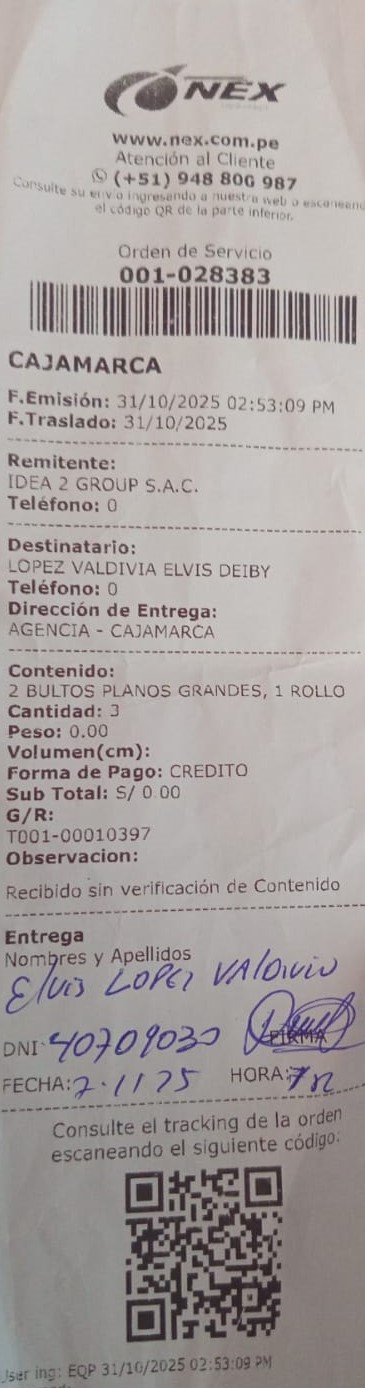 NEX
www.nex.com.pe
Atención al Cliente
(+51) 948 806 987
Consulte su envío ingresando a nuestra web o escaneando
el código QR de la parte inferior.
Orden de Servicio
001-028383
CAJAMARCA
F.Emisión: 31/10/2025 02:53:09 PM
F.Traslado: 31/10/2025
Remitente:
IDEA 2 GROUP S.A.C.
Teléfono: 0
Destinatario:
LOPEZ VALDIVIA ELVIS DEIBY
Teléfono: 0
Dirección de Entrega:
AGENCIA - CAJAMARCA
Contenido:
2 BULTOS PLANOS GRANDES, 1 ROLLO
Cantidad: 3
Peso: 0.00
Volumen(cm):
Forma de Pago: CREDITO
Sub Total: S/ 0.00
G/R:
T001-00010397
Observacion:
Recibido sin verificación de Contenido
Entrega
Nombres y Apellidos
Elvis LOPEZ VALDIVIA
DNI 40709030 FIRMA
FECHA: HORA:
Consulte el tracking de la orden
escaneando el siguiente código:
User ing: EQP 31/10/2025 02:53:09 PM